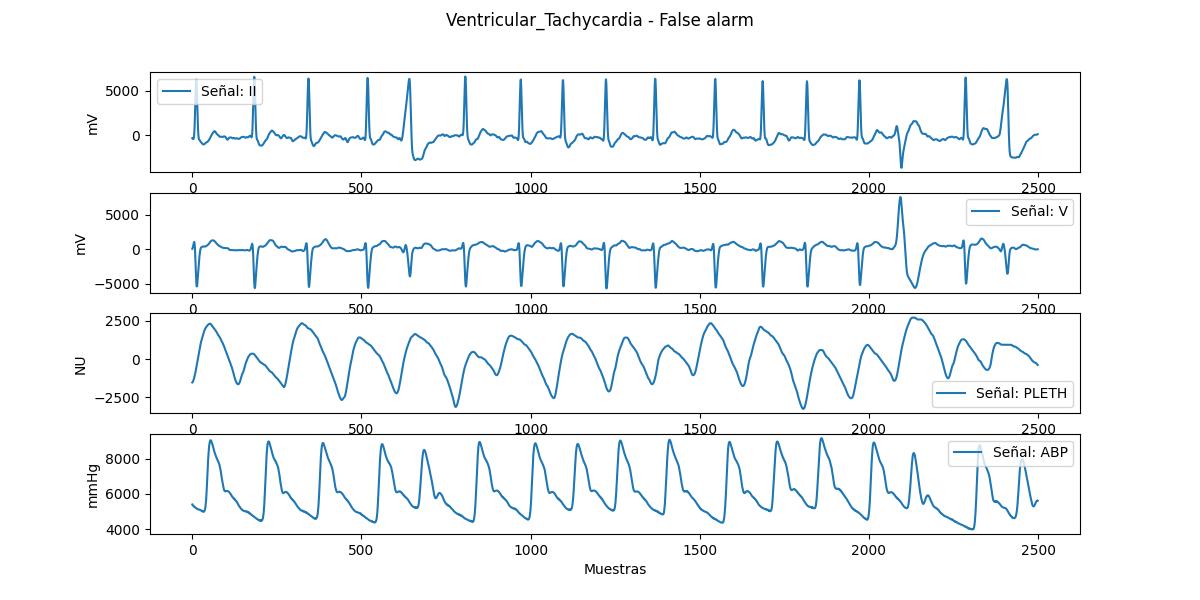 Ventricular_Tachycardia - False alarm
5000
0
mV
Señal: II
0 500 1000 1500 2000 2500
5000
0
−5000
mV
Señal: V
0 500 1000 1500 2000 2500
2500
0
−2500
NU
Señal: PLETH
0 500 1000 1500 2000 2500
8000
6000
4000
mmHg
Señal: ABP
0 500 1000 1500 2000 2500
Muestras